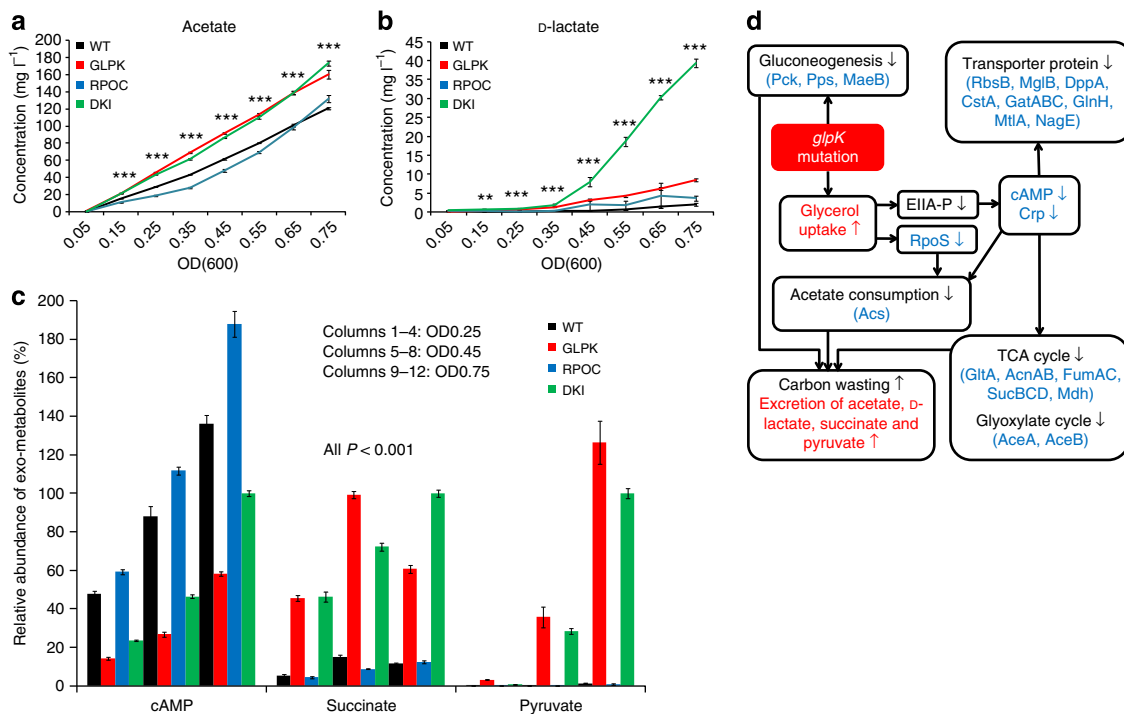 a
Acetate
Concentration (mg l⁻¹)
200
180
160
140
120
100
80
60
40
20
0
***
***
***
***
***
***
***
0.05
0.15
0.25
0.35
0.45
0.55
0.65
0.75
OD(600)
WT
GLPK
RPOC
DKI
b
D-lactate
Concentration (mg l⁻¹)
45
40
35
30
25
20
15
10
5
0
**
***
***
***
***
***
***
0.05
0.15
0.25
0.35
0.45
0.55
0.65
0.75
OD(600)
c
Relative abundance of exo-metabolites (%)
200
180
160
140
120
100
80
60
40
20
0
Columns 1–4: OD0.25
Columns 5–8: OD0.45
Columns 9–12: OD0.75
All P < 0.001
WT
GLPK
RPOC
DKI
cAMP
Succinate
Pyruvate
d
Gluconeogenesis ↓
(Pck, Pps, MaeB)
Transporter protein ↓
(RbsB, MglB, DppA,
CstA, GatABC, GlnH,
MtlA, NagE)
glpK
mutation
Glycerol
uptake ↑
EIIA-P ↓
RpoS ↓
cAMP ↓
Crp ↓
Acetate consumption ↓
(Acs)
Carbon wasting ↑
Excretion of acetate, D-
lactate, succinate and
pyruvate ↑
TCA cycle ↓
(GltA, AcnAB, FumAC,
SucBCD, Mdh)
Glyoxylate cycle ↓
(AceA, AceB)